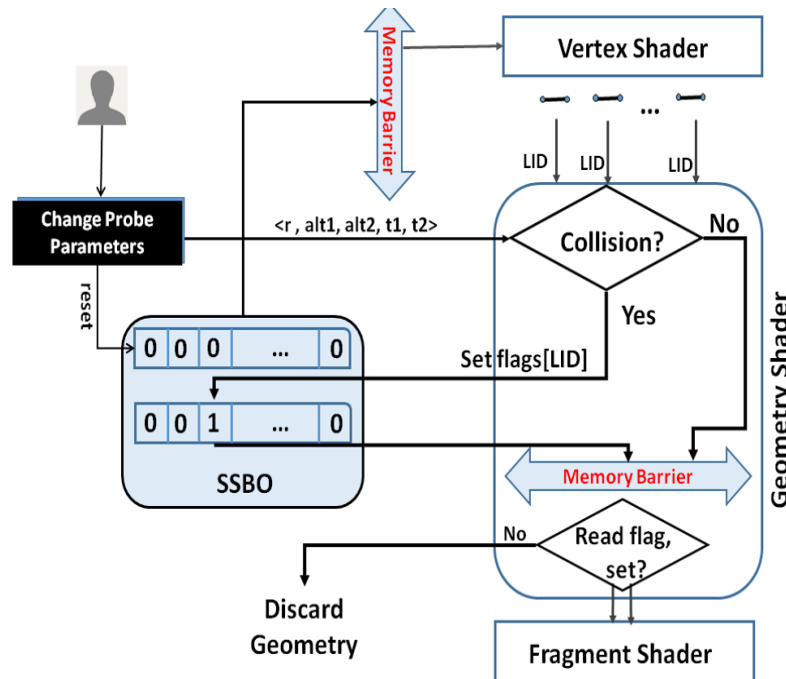 Memory Barrier
Vertex Shader
...
LID
LID
LID
Change Probe
Parameters
<r , alt1, alt2, t1, t2>
Collision?
No
Yes
reset
0 0 0 ... 0
Set flags[LID]
0 0 1 ... 0
SSBO
Memory Barrier
Geometry Shader
Read flag,
set?
No
Discard
Geometry
Fragment Shader